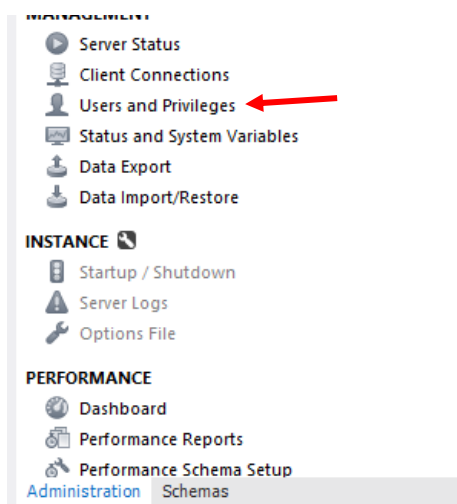 MANAGEMENT
Server Status
Client Connections
Users and Privileges
Status and System Variables
Data Export
Data Import/Restore
INSTANCE
Startup / Shutdown
Server Logs
Options File
PERFORMANCE
Dashboard
Performance Reports
Performance Schema Setup
Administration Schemas